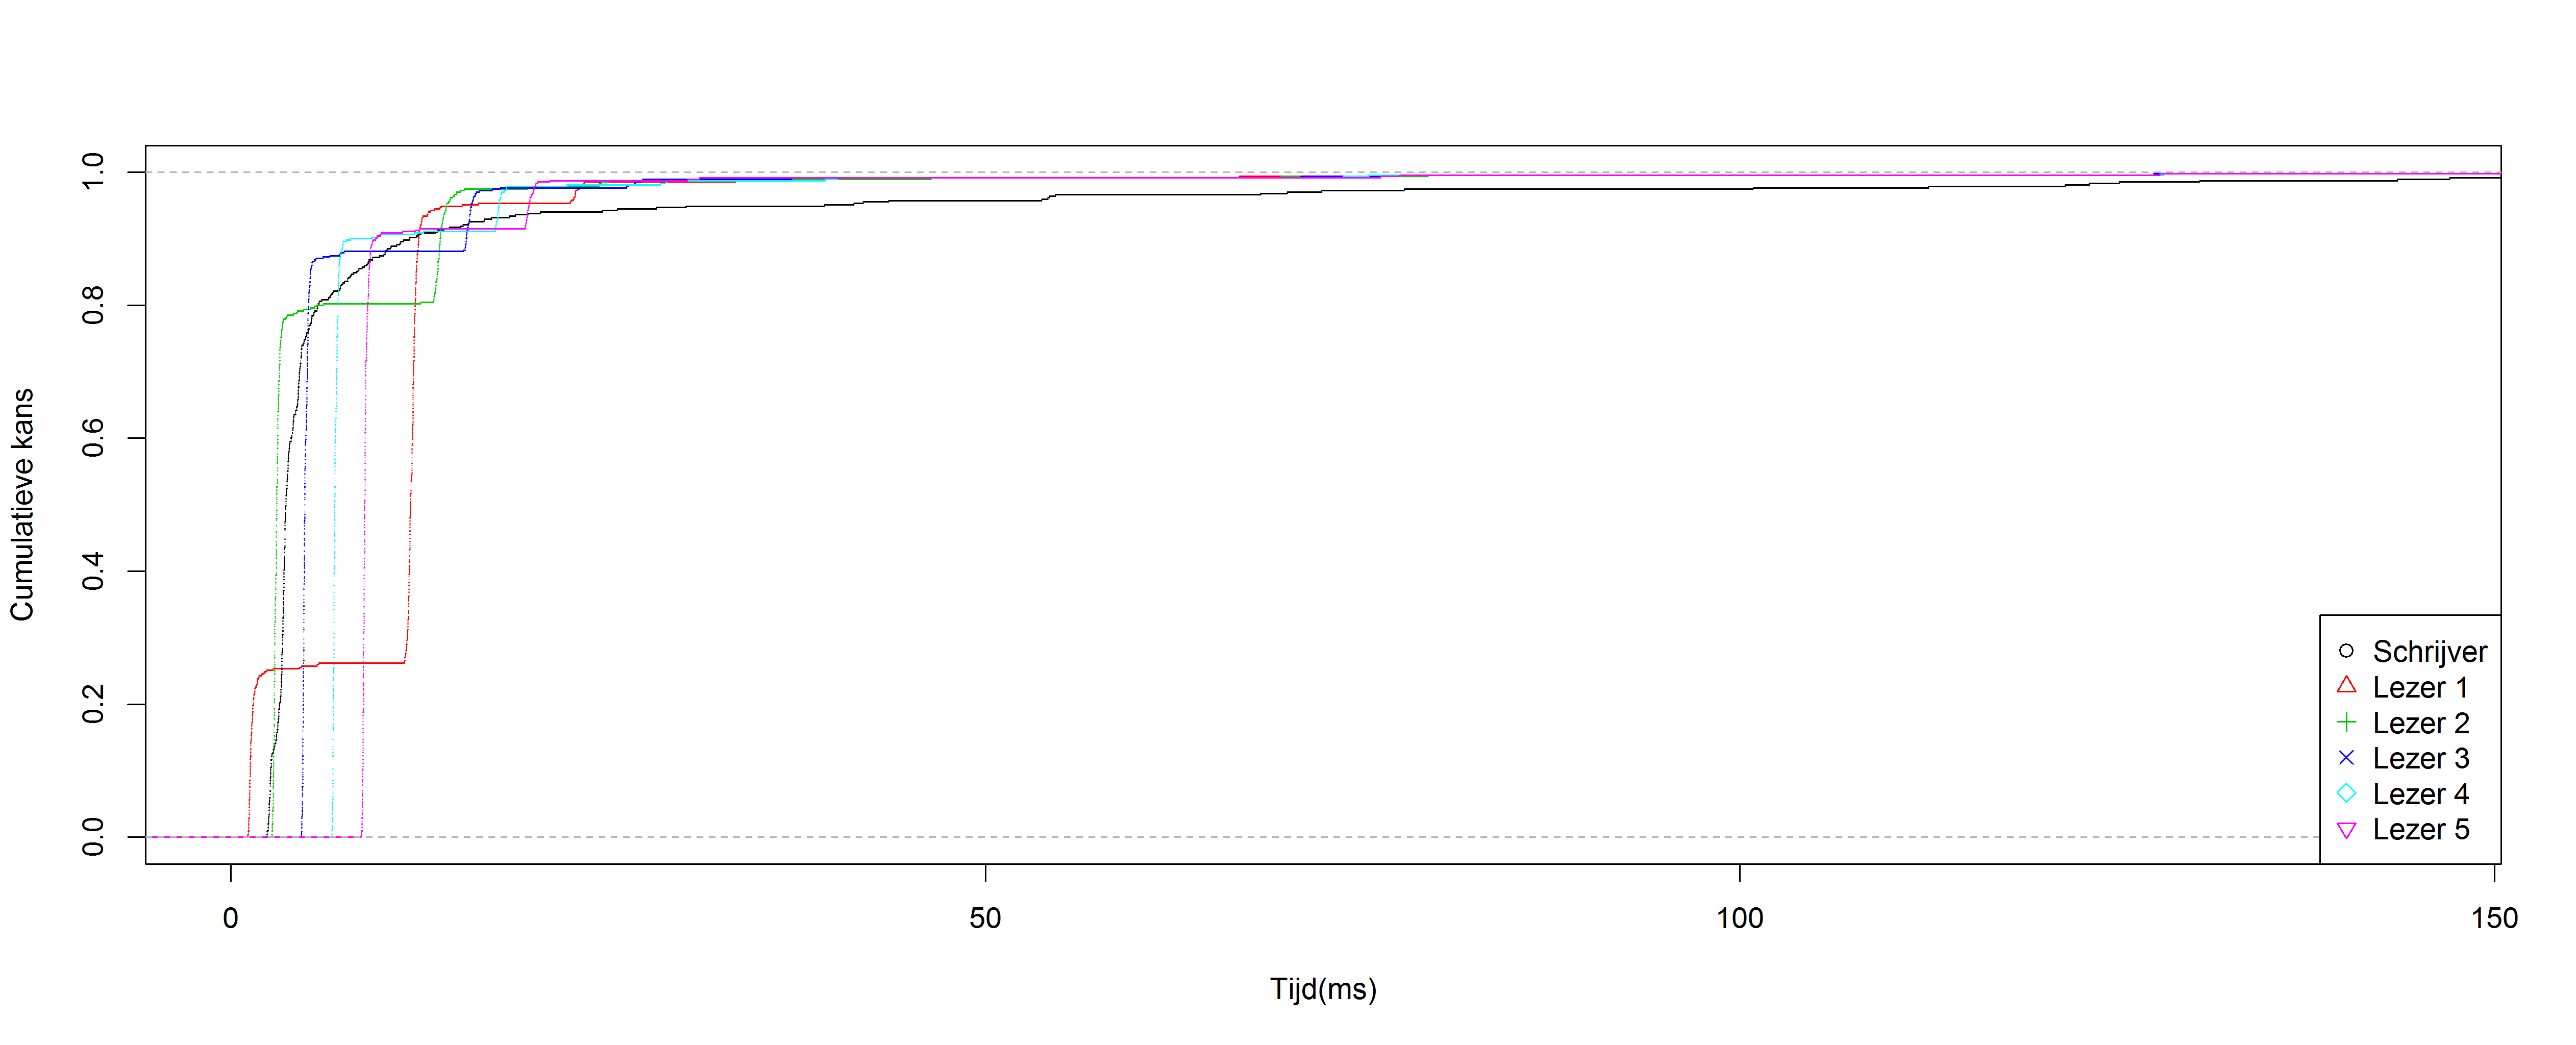 Cumulatieve kans
1.0
0.8
0.6
0.4
0.2
0.0
0
50
100
150
Tijd(ms)
Schrijver
Lezer 1
Lezer 2
Lezer 3
Lezer 4
Lezer 5